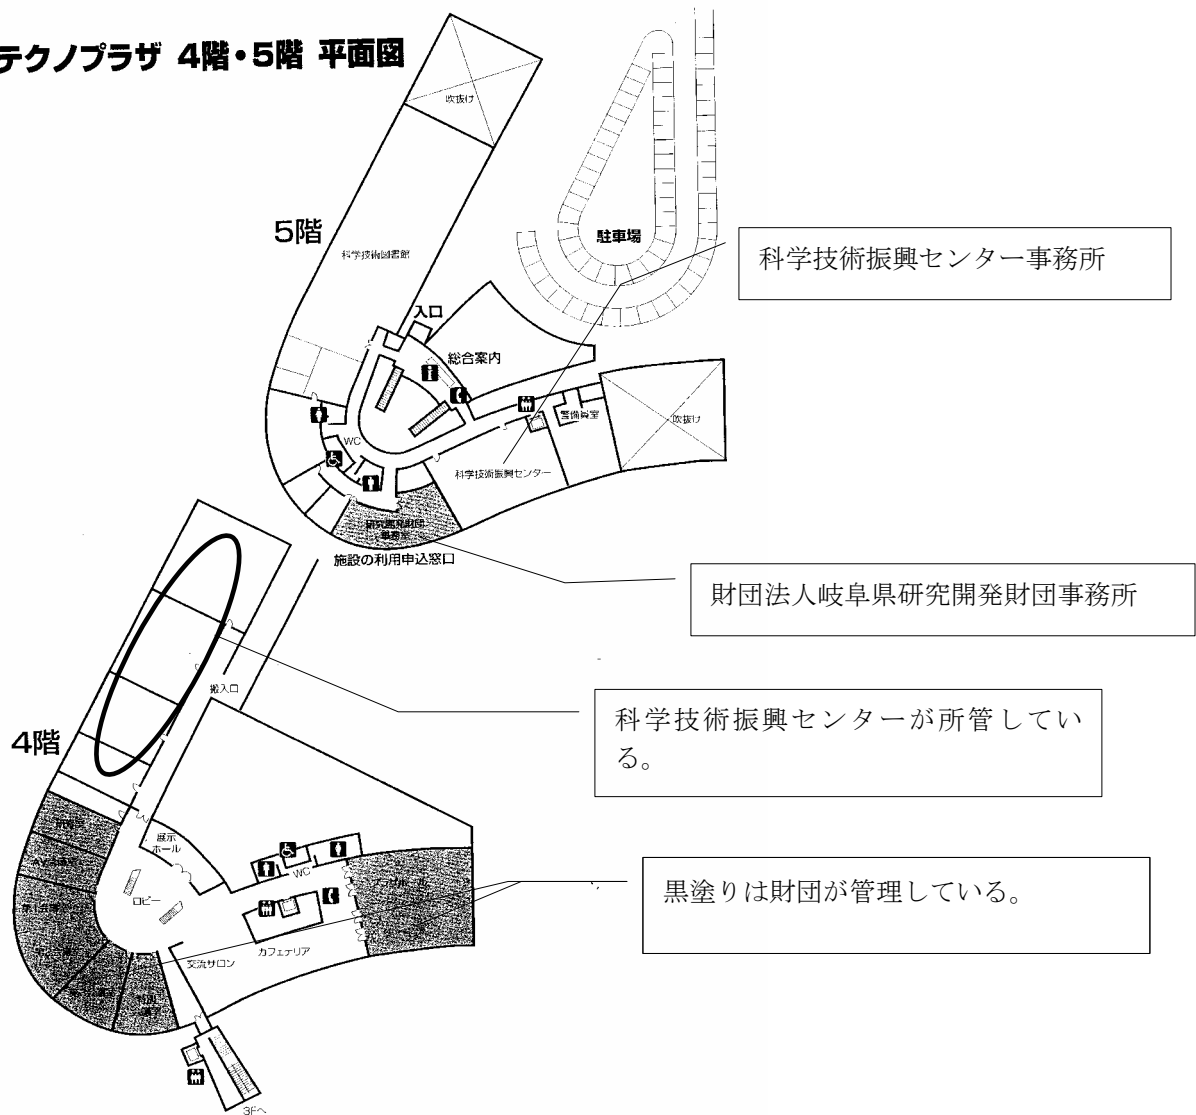 テクノプラザ 4階・5階 平面図
吹抜け
5階
駐車場
科学技術図書館
科学技術振興センター事務所
入口
総合案内
警備員室
吹抜け
WC
科学技術振興センター
研究開発財団
事務室
施設の利用申込窓口
財団法人岐阜県研究開発財団事務所
搬入口
科学技術振興センターが所管してい
る。
4階
展示
ホール
WC
ロビー
黒塗りは財団が管理している。
カフェテリア
交流サロン
3Fへ